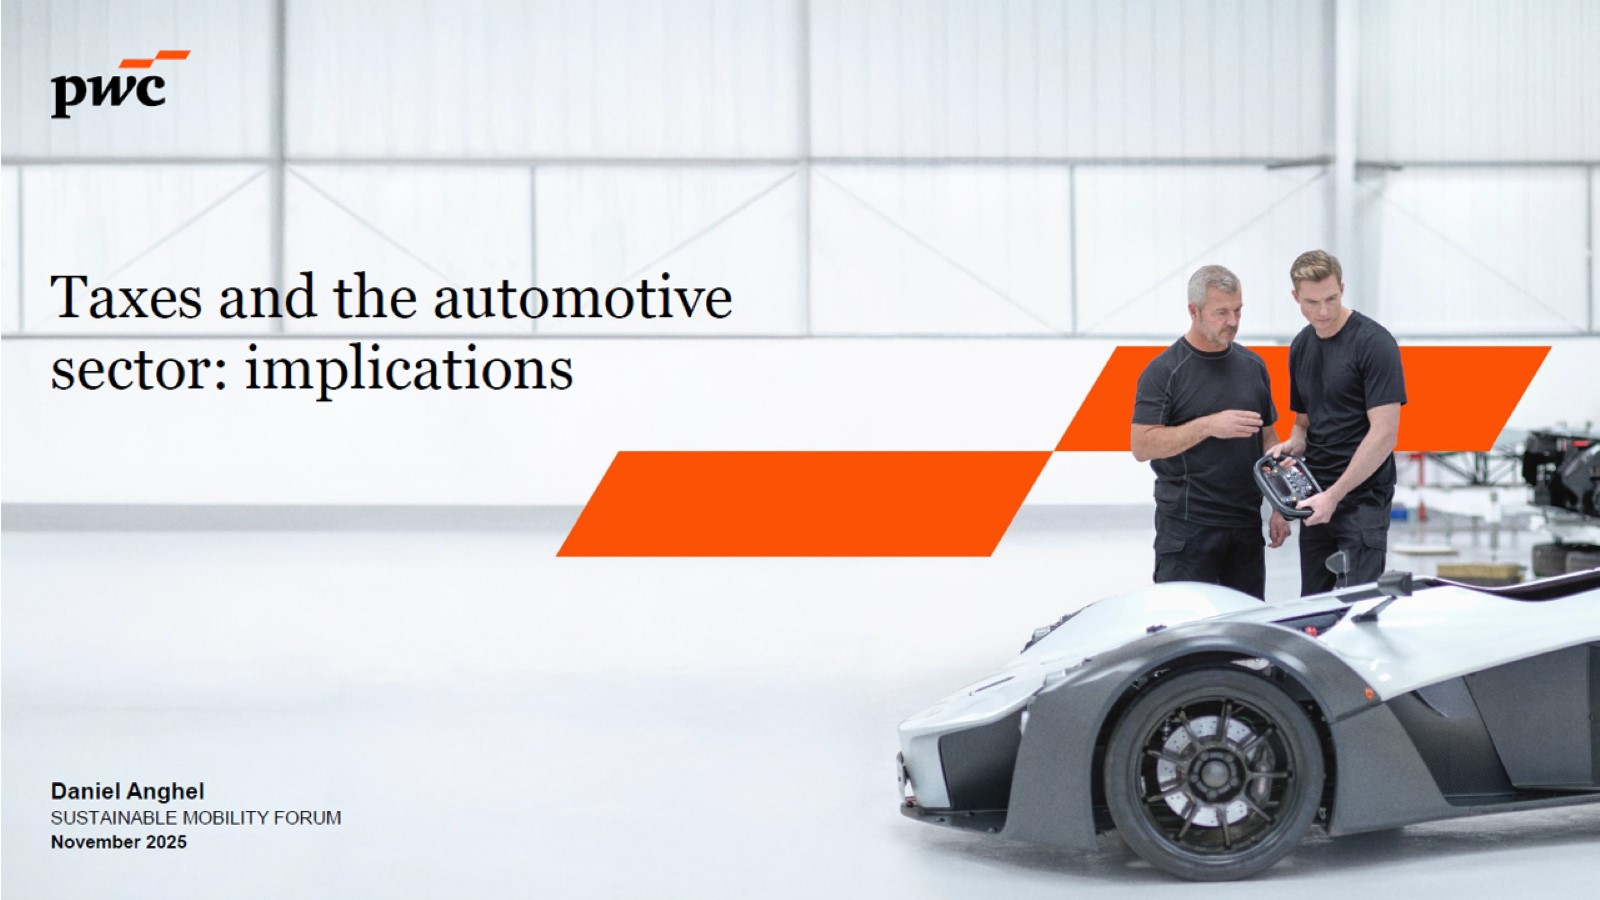 pwc
Taxes and the automotive
sector: implications
Daniel Anghel
SUSTAINABLE MOBILITY FORUM
November 2025